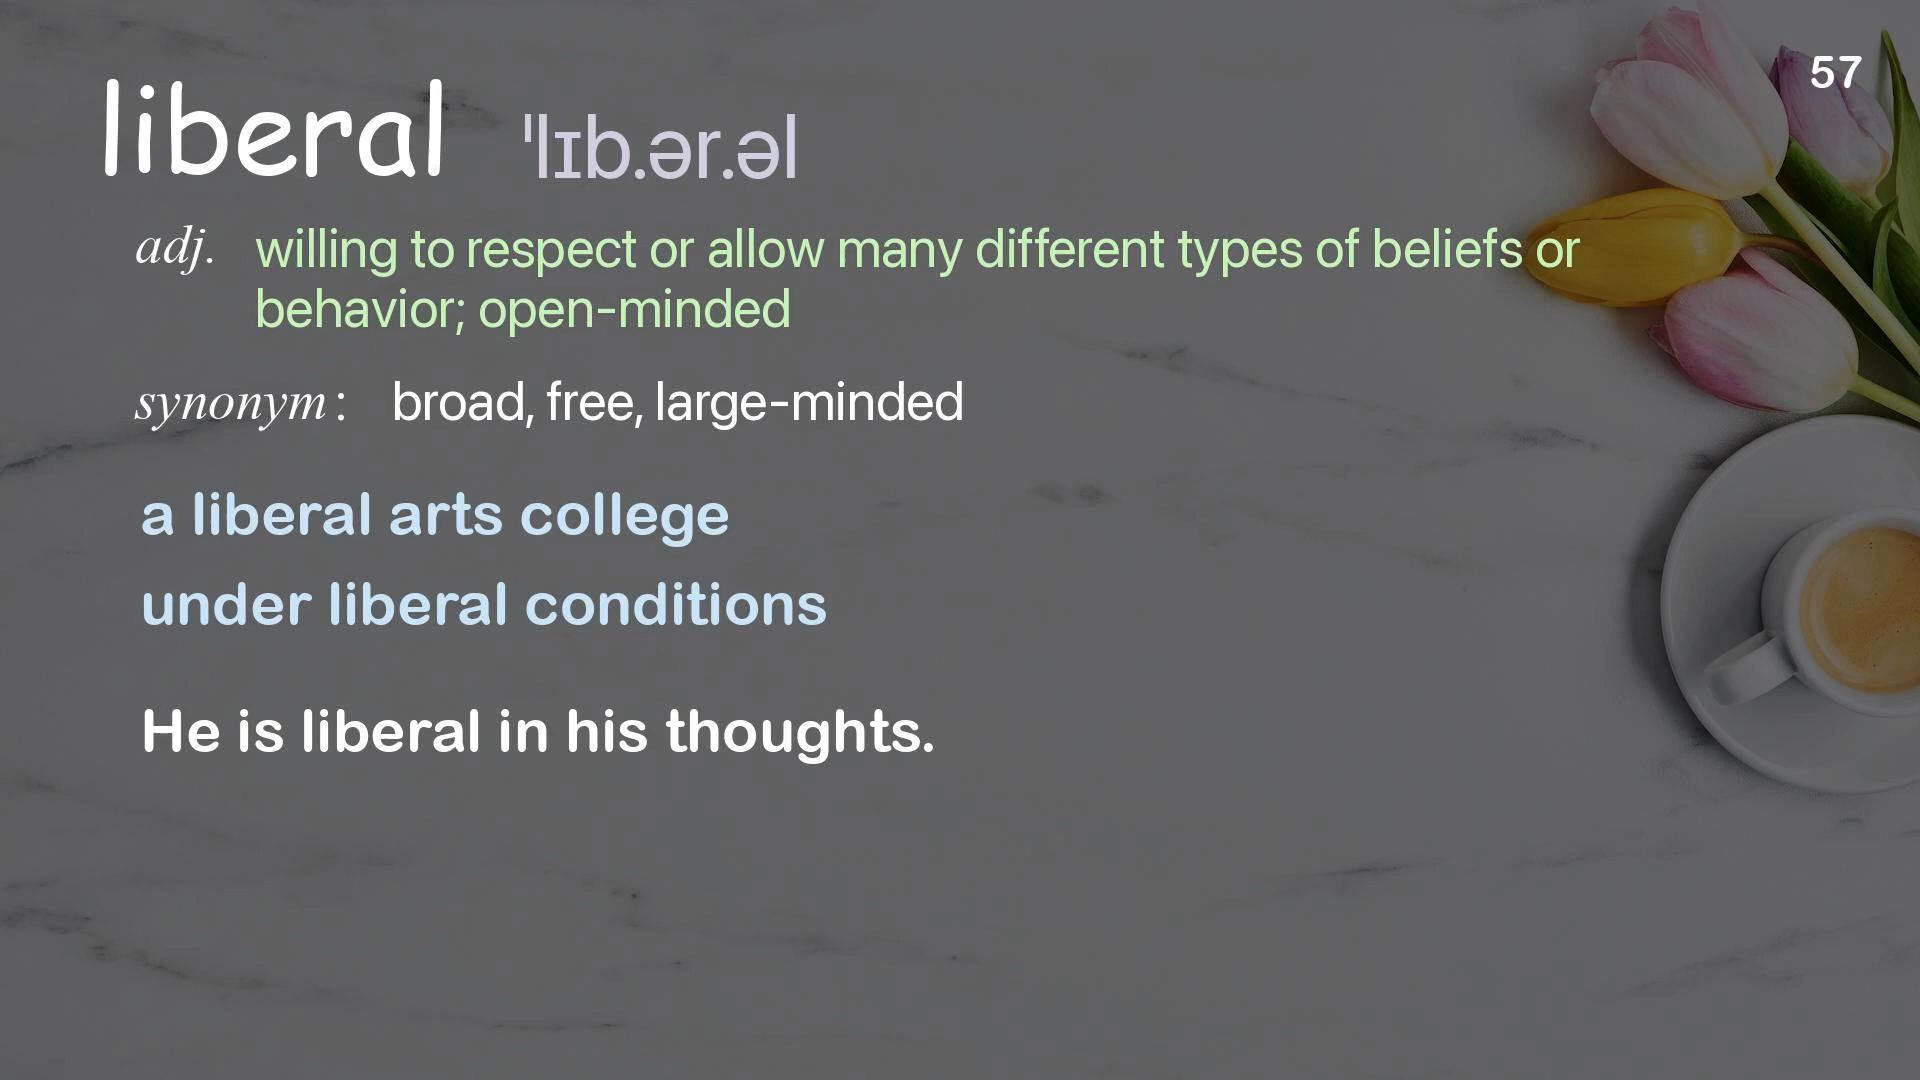 57
liberal ˈlɪb.ər.əl
adj. willing to respect or allow many different types of beliefs or
behavior; open-minded
synonym: broad, free, large-minded
a liberal arts college
under liberal conditions
He is liberal in his thoughts.